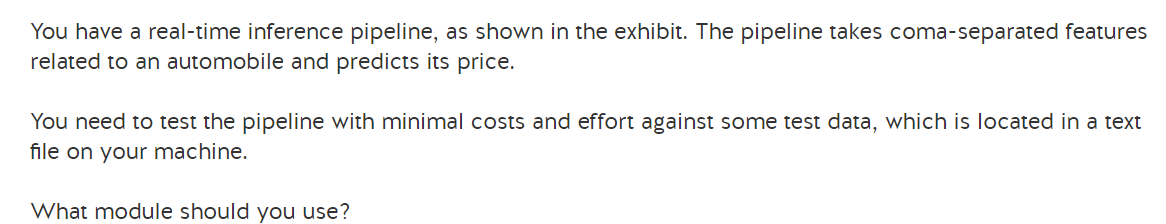 You have a real-time inference pipeline, as shown in the exhibit. The pipeline takes coma-separated features
related to an automobile and predicts its price.
You need to test the pipeline with minimal costs and effort against some test data, which is located in a text
file on your machine.
What module should you use?